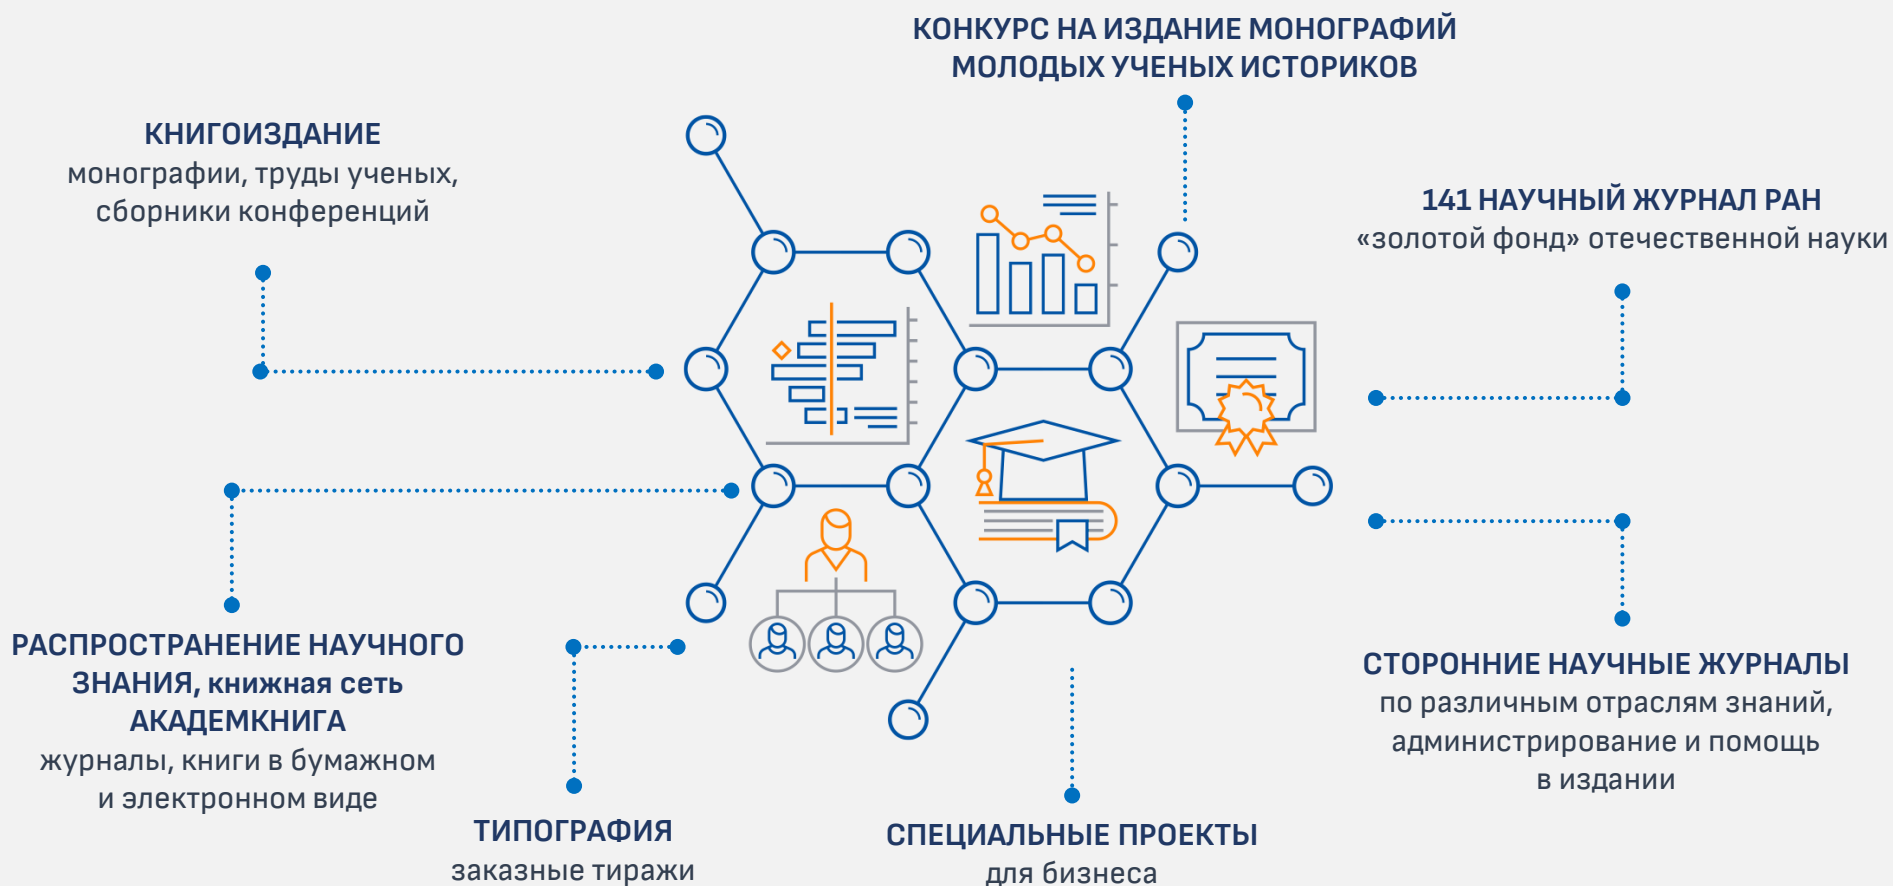 КОНКУРС НА ИЗДАНИЕ МОНОГРАФИЙ
МОЛОДЫХ УЧЕНЫХ ИСТОРИКОВ
КНИГОИЗДАНИЕ
монографии, труды ученых,
сборники конференций
141 НАУЧНЫЙ ЖУРНАЛ РАН
«золотой фонд» отечественной науки
РАСПРОСТРАНЕНИЕ НАУЧНОГО
ЗНАНИЯ, книжная сеть
АКАДЕМКНИГА
журналы, книги в бумажном
и электронном виде
СТОРОННИЕ НАУЧНЫЕ ЖУРНАЛЫ
по различным отраслям знаний,
администрирование и помощь
в издании
ТИПОГРАФИЯ
заказные тиражи
СПЕЦИАЛЬНЫЕ ПРОЕКТЫ
для бизнеса